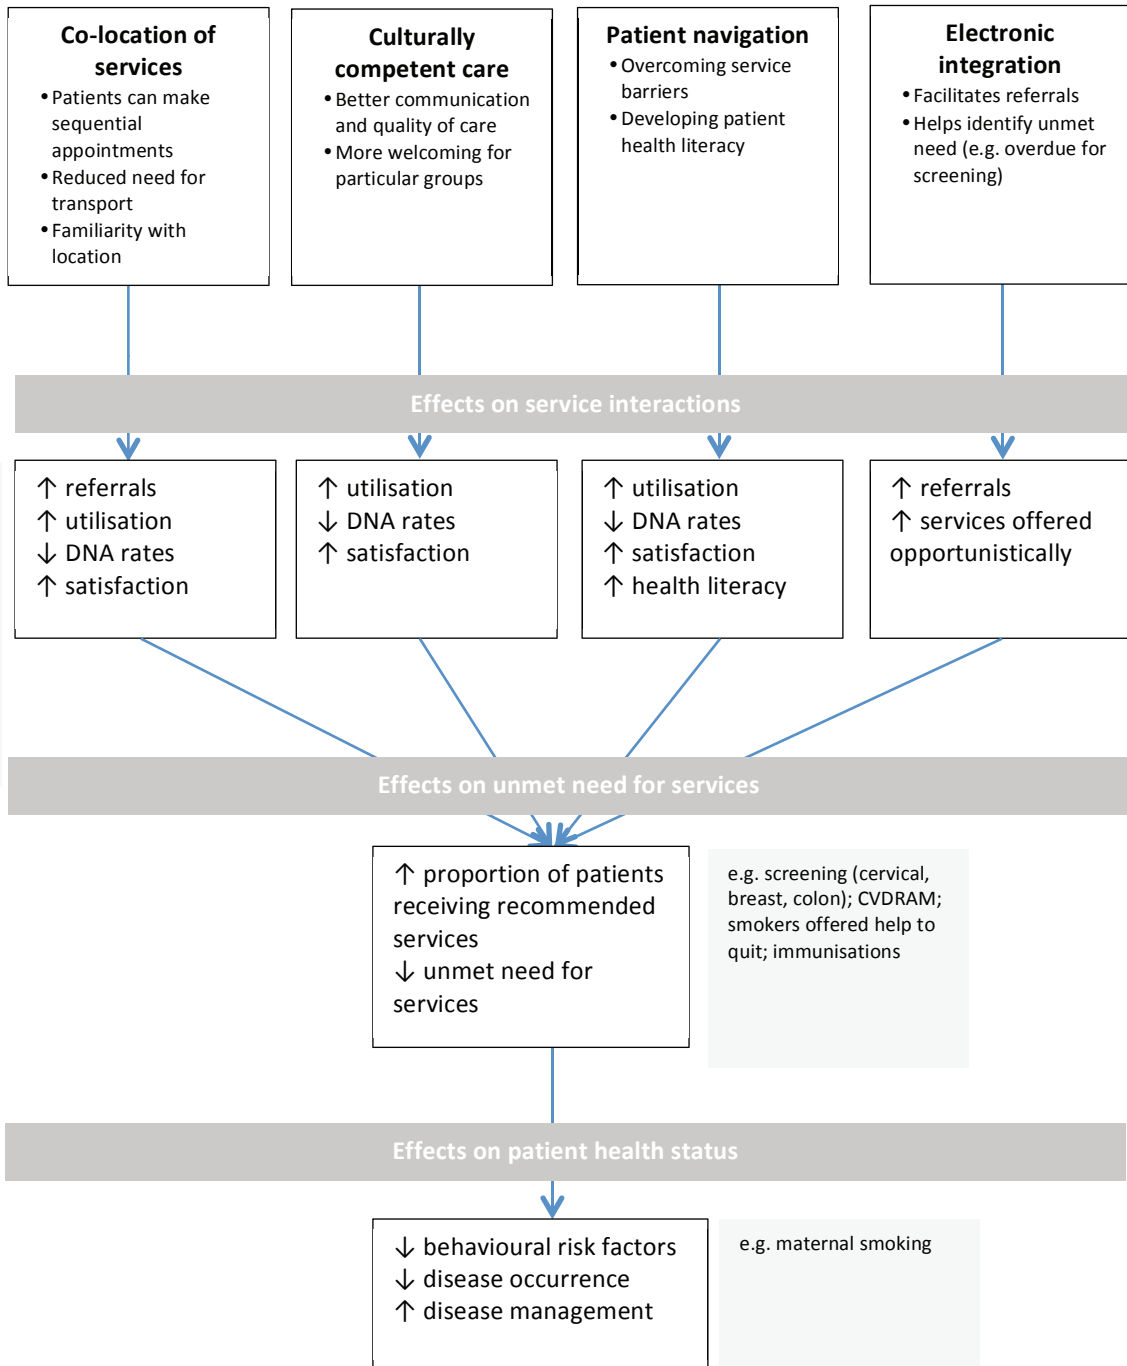 Co-location of
services
• Patients can make
sequential
appointments
• Reduced need for
transport
• Familiarity with
location
Culturally
competent care
• Better communication
and quality of care
• More welcoming for
particular groups
Patient navigation
• Overcoming service
barriers
• Developing patient
health literacy
Electronic
integration
• Facilitates referrals
• Helps identify unmet
need (e.g. overdue for
screening)
Effects on service interactions
↑ referrals
↑ utilisation
↓ DNA rates
↑ satisfaction
↑ utilisation
↓ DNA rates
↑ satisfaction
↑ utilisation
↓ DNA rates
↑ satisfaction
↑ health literacy
↑ referrals
↑ services offered
opportunistically
Effects on unmet need for services
↑ proportion of patients
receiving recommended
services
↓ unmet need for
services
e.g. screening (cervical,
breast, colon); CVDRAM;
smokers offered help to
quit; immunisations
Effects on patient health status
↓ behavioural risk factors
↓ disease occurrence
↑ disease management
e.g. maternal smoking